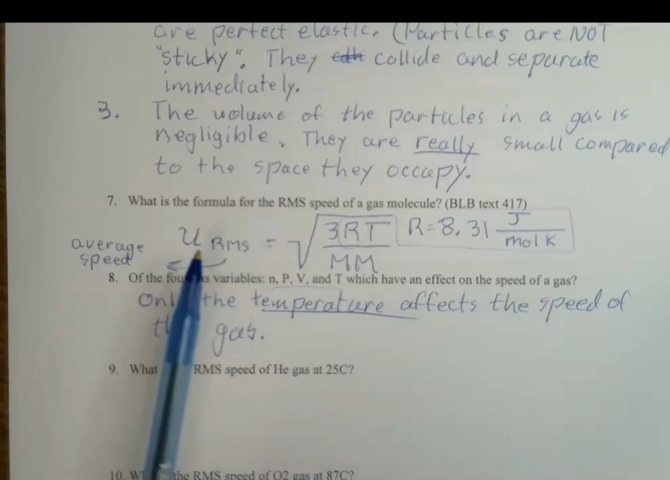 are perfect elastic. (Particles are NOT
"sticky". They collide and separate
immediately.
3. The volume of the particles in a gas is
negligible. They are really small compared
to the space they occupy.
7. What is the formula for the RMS speed of a gas molecule? (BLB text 417)
average speed u RMS = √(3RT / MM) R = 8.31 J / mol K
8. Of the four gas variables: n, P, V, and T which have an effect on the speed of a gas?
Only the temperature affects the speed of
gas.
9. What RMS speed of He gas at 25C?
10. the RMS speed of O2 gas at 87C?